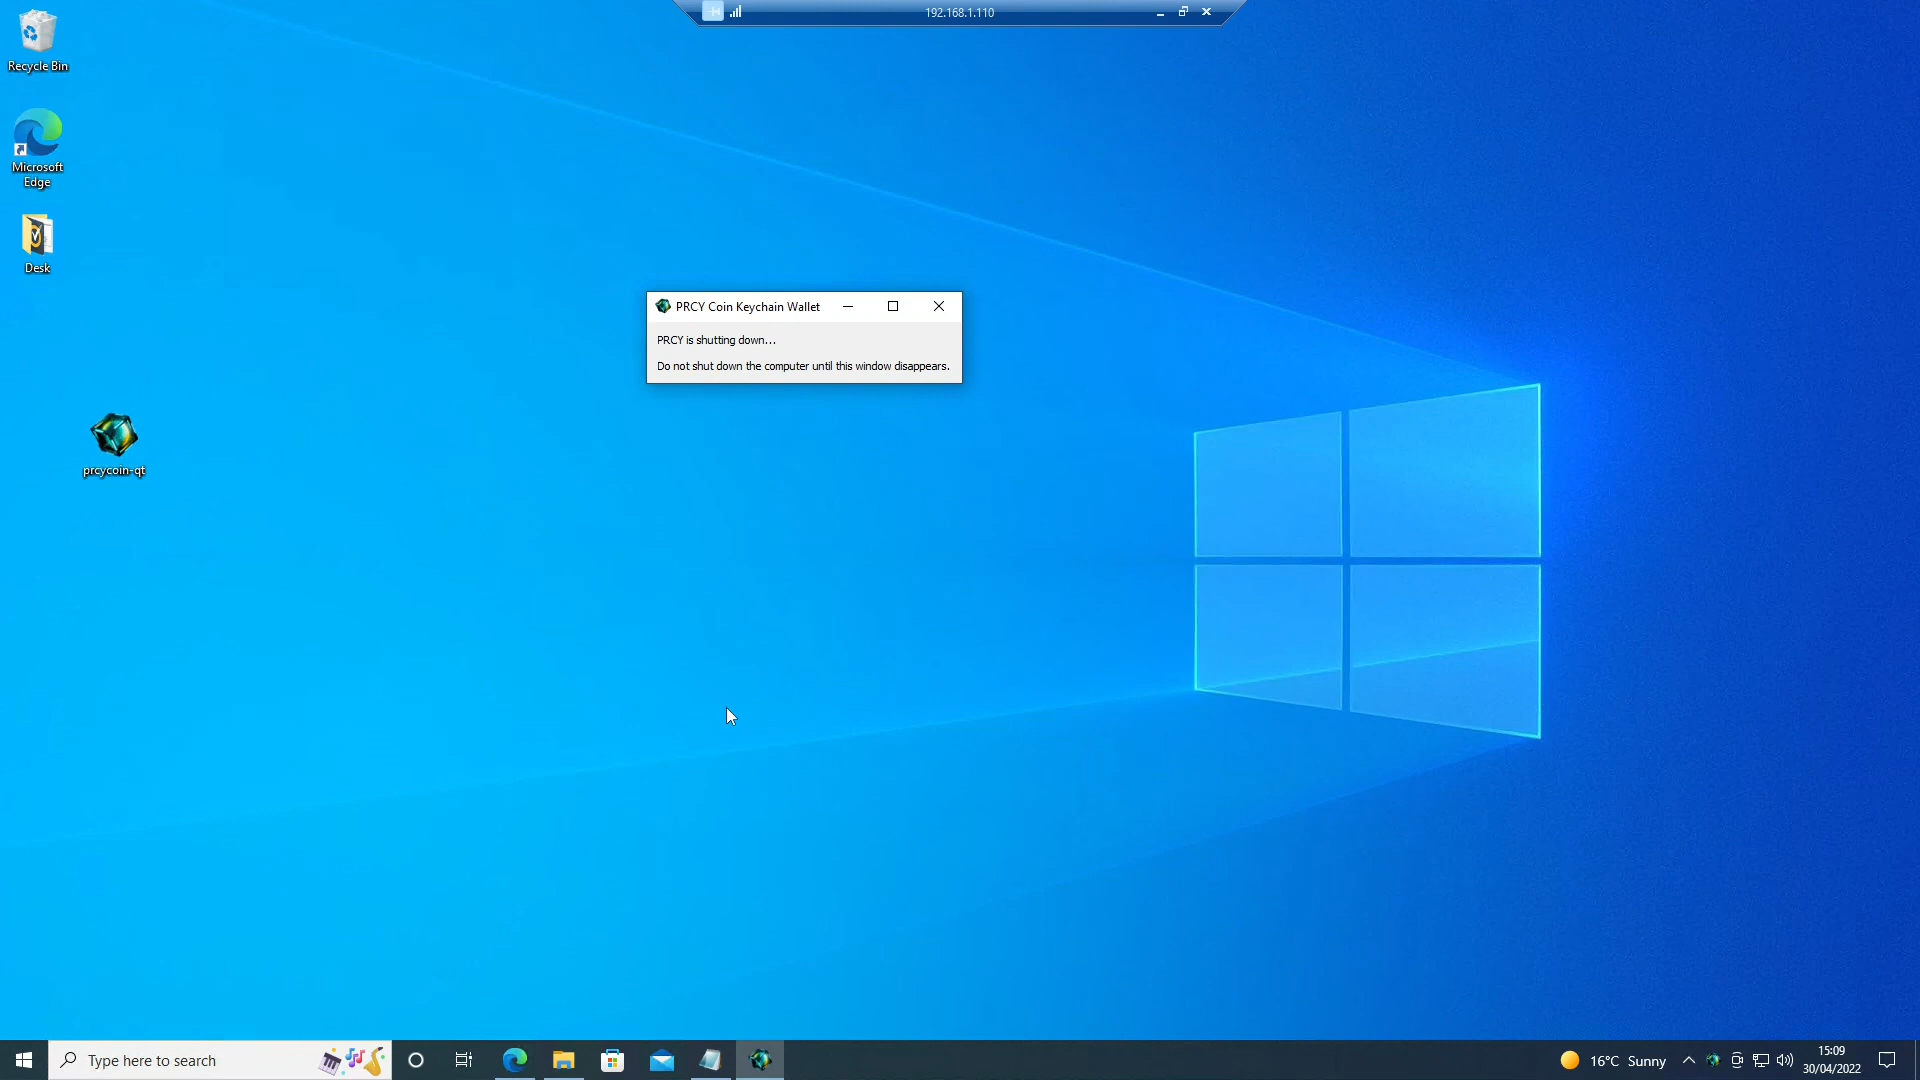 192.168.1.110
Recycle Bin
Microsoft
Edge
Desk
PRCY Coin Keychain Wallet
PRCY is shutting down...
Do not shut down the computer until this window disappears.
prcycoin-qt
Type here to search
16°C Sunny
15:09
30/04/2022